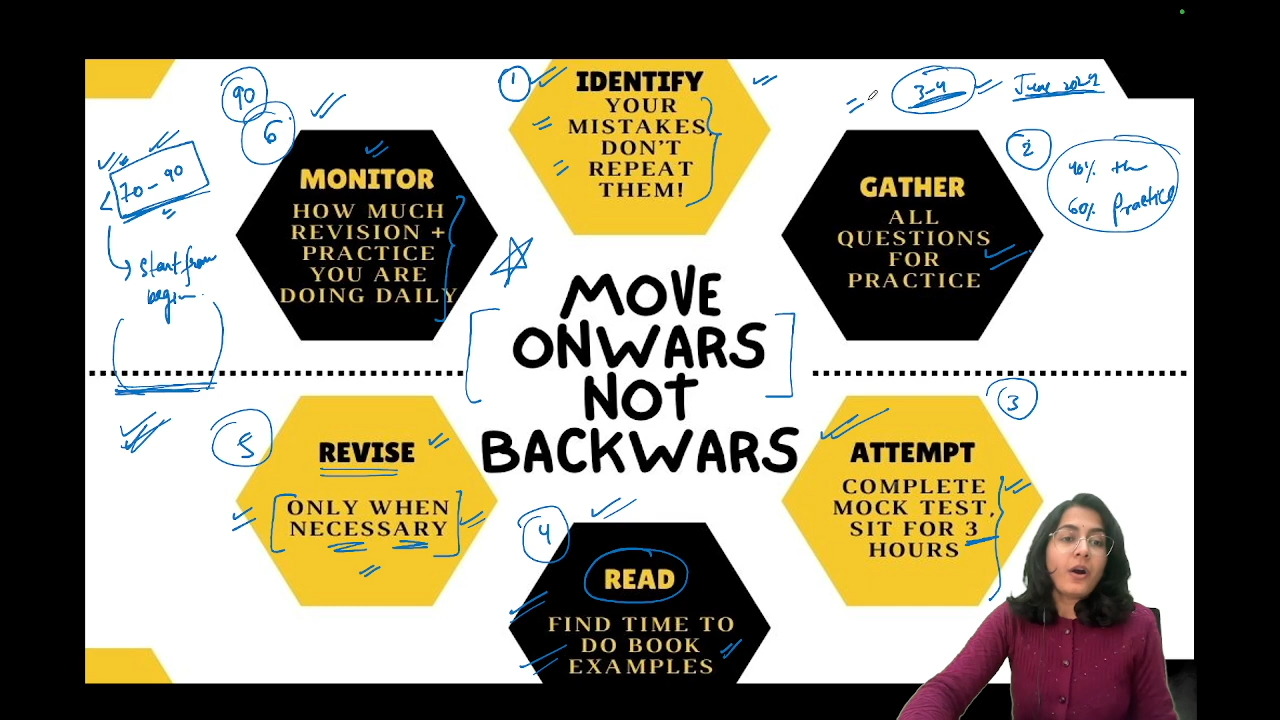 1
IDENTIFY
YOUR
MISTAKES,
DON'T
REPEAT
THEM!
3-4
June 2022
2
40% th
60% Practice
GATHER
ALL
QUESTIONS
FOR
PRACTICE
90
6
70-90
start from
begin
MONITOR
HOW MUCH
REVISION +
PRACTICE
YOU ARE
DOING DAILY
MOVE
ONWARS
NOT
BACKWARS
3
ATTEMPT
COMPLETE
MOCK TEST,
SIT FOR 3
HOURS
5
REVISE
ONLY WHEN
NECESSARY
4
READ
FIND TIME TO
DO BOOK
EXAMPLES